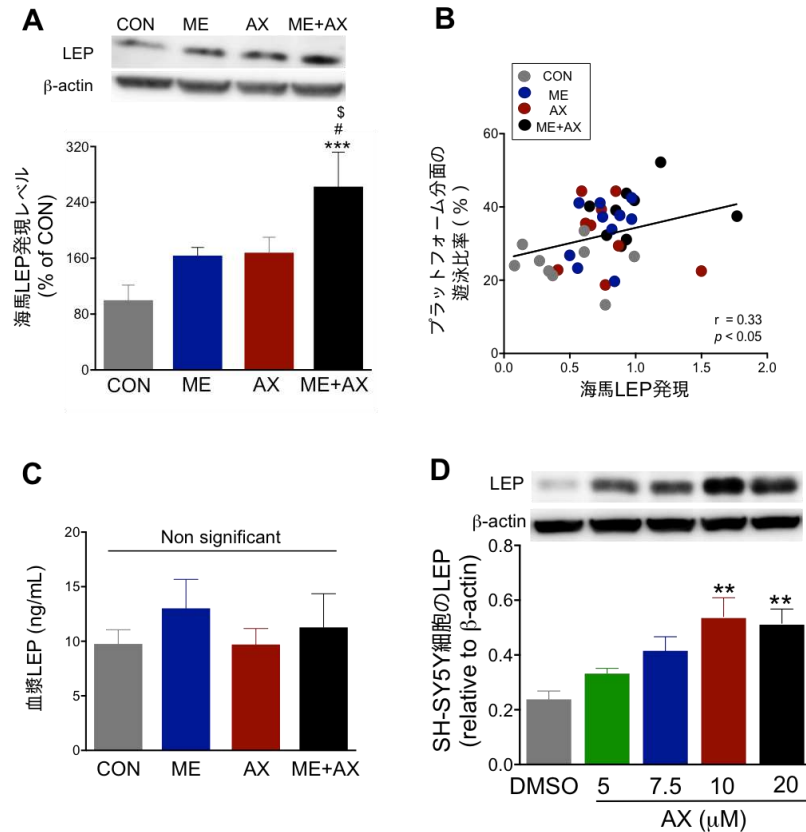 A
CON ME AX ME+AX
LEP
β-actin
$
#
***
320
240
160
80
0
海馬LEP発現レベル
(% of CON)
CON ME AX ME+AX
B
CON
ME
AX
ME+AX
60
40
20
0
プラットフォーム分面の
遊泳比率(%)
r = 0.33
p < 0.05
0.0 0.5 1.0 1.5 2.0
海馬LEP発現
C
Non significant
20
15
10
5
0
血漿LEP (ng/mL)
CON ME AX ME+AX
D
LEP
β-actin
0.8
0.6
0.4
0.2
0.0
** **
SH-SY5Y細胞のLEP
(relative to β-actin)
DMSO 5 7.5 10 20
AX (μM)